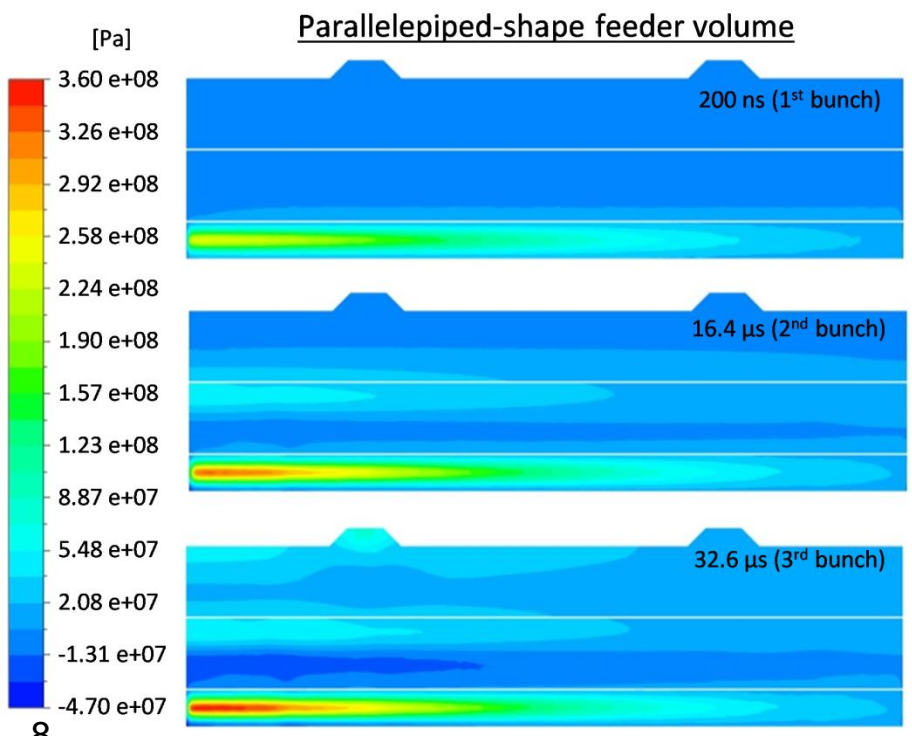 Parallelepiped-shape feeder volume
[Pa]
3.60 e+08
3.26 e+08
2.92 e+08
2.58 e+08
2.24 e+08
1.90 e+08
1.57 e+08
1.23 e+08
8.87 e+07
5.48 e+07
2.08 e+07
-1.31 e+07
-4.70 e+07
200 ns (1st bunch)
16.4 µs (2nd bunch)
32.6 µs (3rd bunch)
8